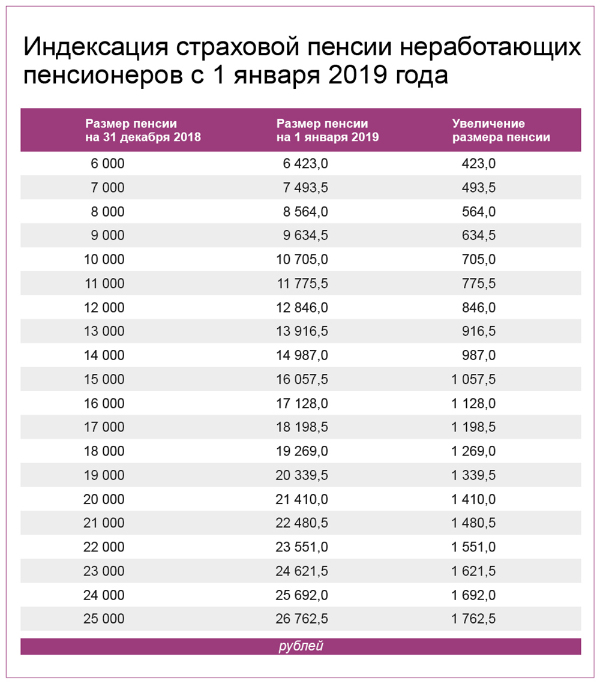 Индексация страховой пенсии неработающих
пенсионеров с 1 января 2019 года
Размер пенсии Размер пенсии Увеличение
на 31 декабря 2018 на 1 января 2019 размера пенсии
6 000 6 423,0 423,0
7 000 7 493,5 493,5
8 000 8 564,0 564,0
9 000 9 634,5 634,5
10 000 10 705,0 705,0
11 000 11 775,5 775,5
12 000 12 846,0 846,0
13 000 13 916,5 916,5
14 000 14 987,0 987,0
15 000 16 057,5 1 057,5
16 000 17 128,0 1 128,0
17 000 18 198,5 1 198,5
18 000 19 269,0 1 269,0
19 000 20 339,5 1 339,5
20 000 21 410,0 1 410,0
21 000 22 480,5 1 480,5
22 000 23 551,0 1 551,0
23 000 24 621,5 1 621,5
24 000 25 692,0 1 692,0
25 000 26 762,5 1 762,5
рублей